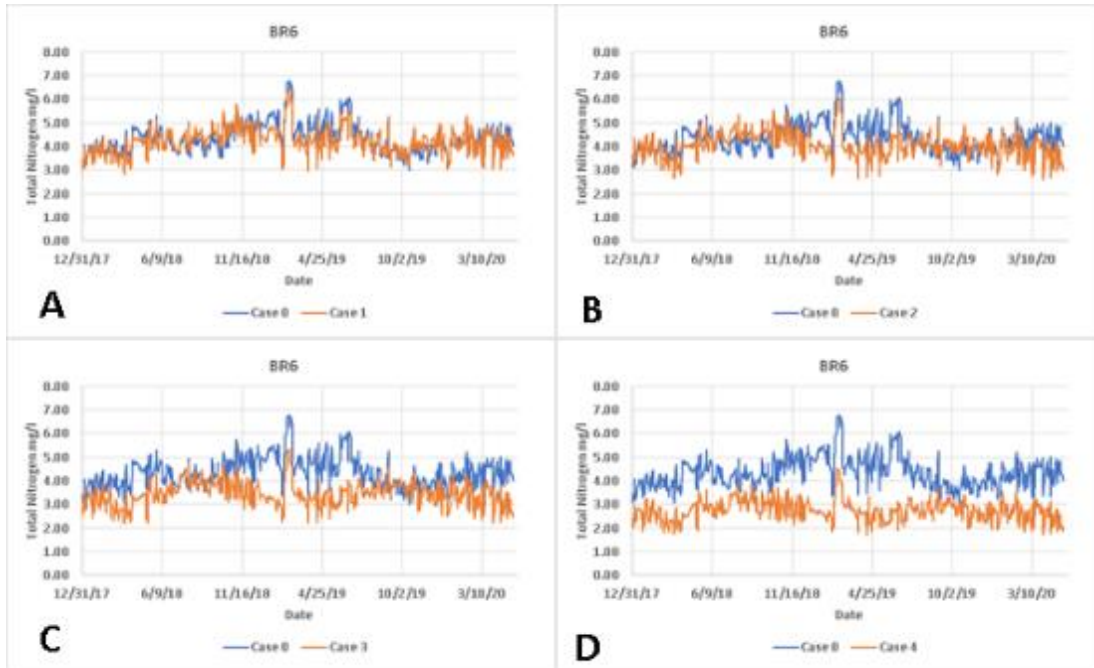 BR6
8.00
7.00
6.00
5.00
4.00
3.00
2.00
1.00
0.00
Total Nitrogen mg/l
12/31/17 6/9/18 11/16/18 4/25/19 10/2/19 3/10/20
Date
Case 0 Case 1
A
BR6
8.00
7.00
6.00
5.00
4.00
3.00
2.00
1.00
0.00
Total Nitrogen mg/l
12/31/17 6/9/18 11/16/18 4/25/19 10/2/19 3/10/20
Date
Case 0 Case 2
B
BR6
8.00
7.00
6.00
5.00
4.00
3.00
2.00
1.00
0.00
Total Nitrogen mg/l
12/31/17 6/9/18 11/16/18 4/25/19 10/2/19 3/10/20
Date
Case 0 Case 3
C
BR6
8.00
7.00
6.00
5.00
4.00
3.00
2.00
1.00
0.00
Total Nitrogen mg/l
12/31/17 6/9/18 11/16/18 4/25/19 10/2/19 3/10/20
Date
Case 0 Case 4
D